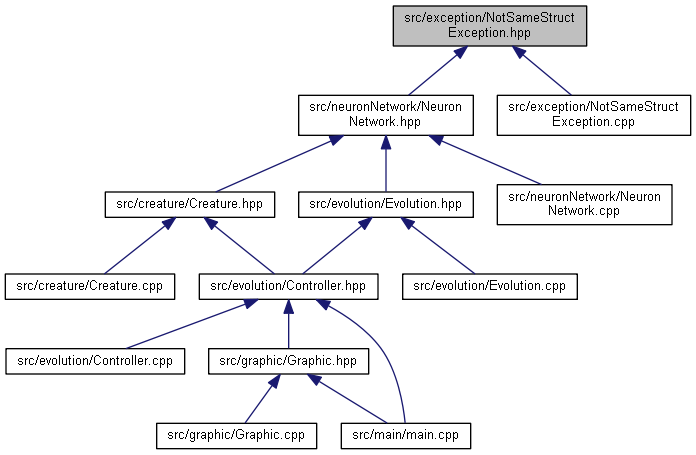 src/exception/NotSameStruct
Exception.hpp
src/neuronNetwork/Neuron
Network.hpp
src/exception/NotSameStruct
Exception.cpp
src/creature/Creature.hpp
src/evolution/Evolution.hpp
src/neuronNetwork/Neuron
Network.cpp
src/creature/Creature.cpp
src/evolution/Controller.hpp
src/evolution/Evolution.cpp
src/evolution/Controller.cpp
src/graphic/Graphic.hpp
src/graphic/Graphic.cpp
src/main/main.cpp